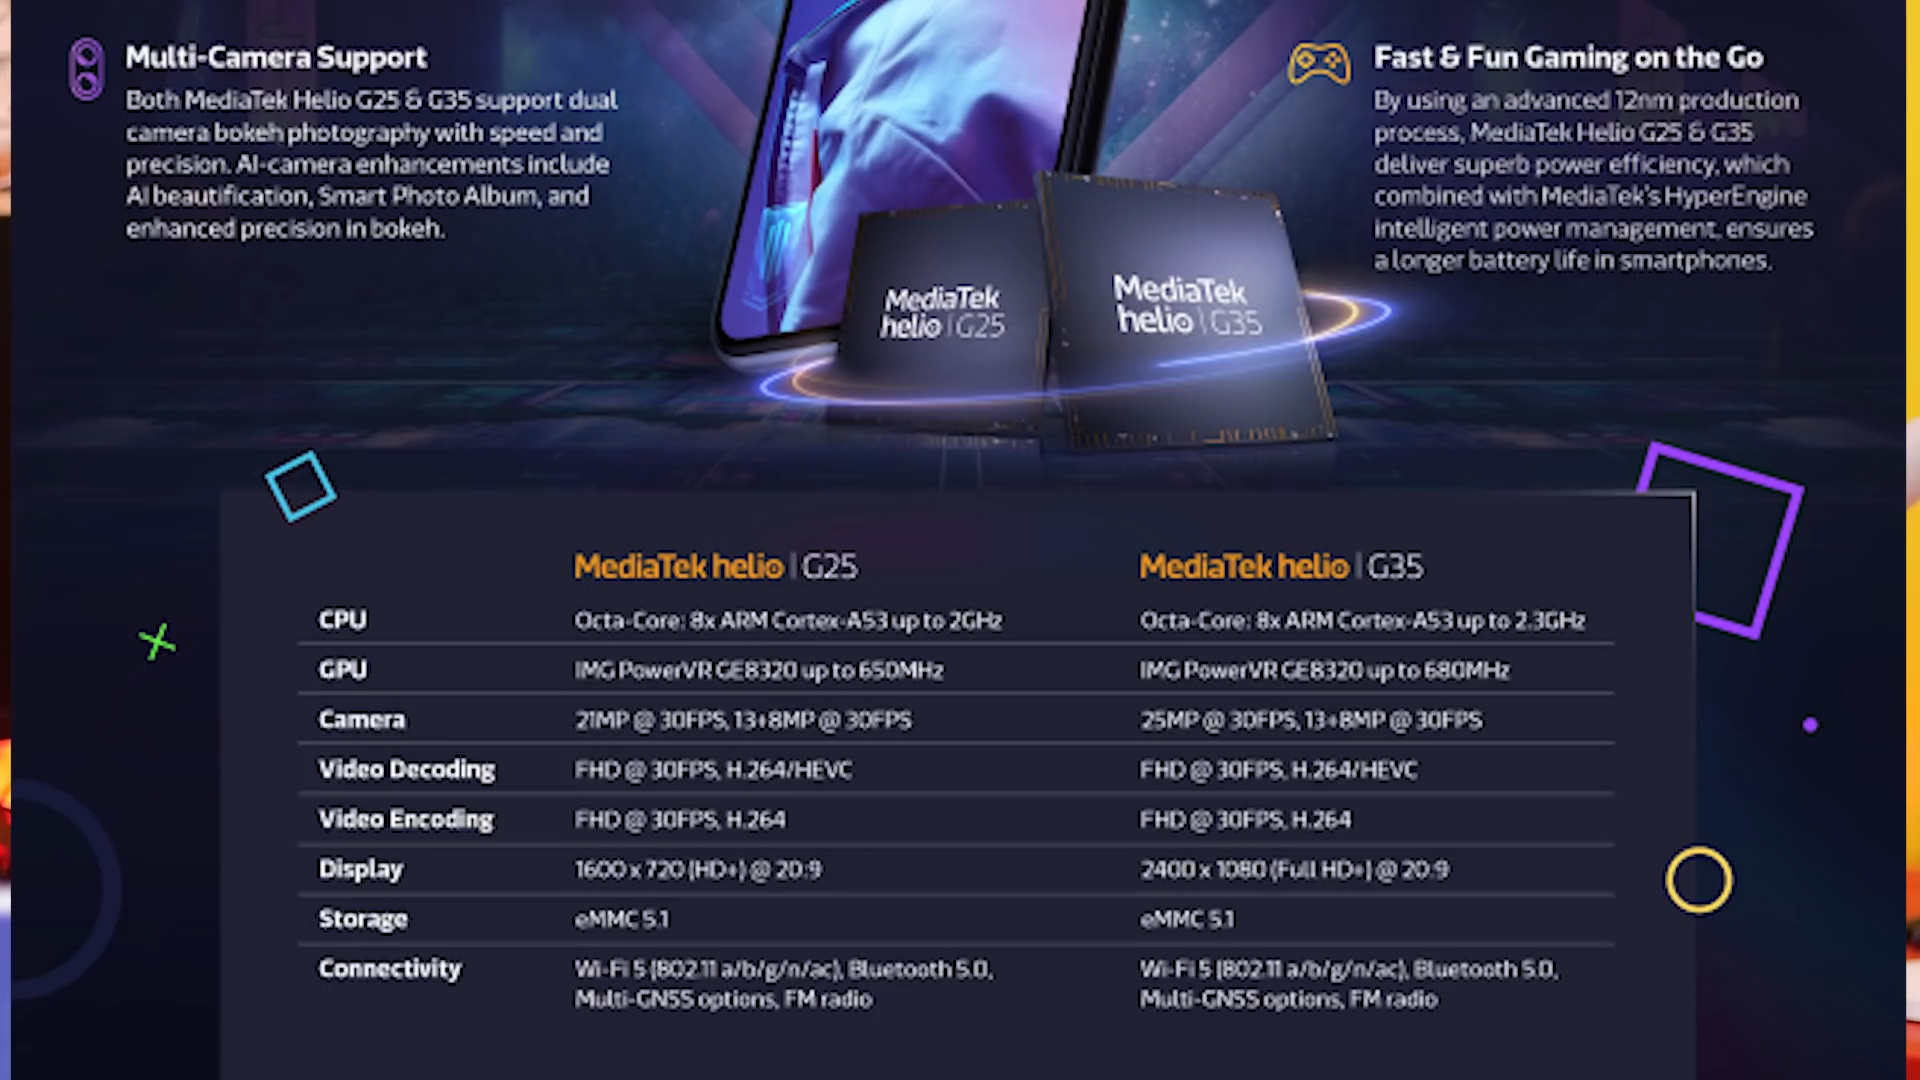 Multi-Camera Support
Both MediaTek Helio G25 & G35 support dual
camera bokeh photography with speed and
precision. AI-camera enhancements include
AI beautification, Smart Photo Album, and
enhanced precision in bokeh.
Fast & Fun Gaming on the Go
By using an advanced 12nm production
process, MediaTek Helio G25 & G35
deliver superb power efficiency, which
combined with MediaTek's HyperEngine
intelligent power management, ensures
a longer battery life in smartphones.
MediaTek
helio | G25
MediaTek
helio | G35
MediaTek helio | G25 MediaTek helio | G35
CPU Octa-Core: 8x ARM Cortex-A53 up to 2GHz Octa-Core: 8x ARM Cortex-A53 up to 2.3GHz
GPU IMG PowerVR GE8320 up to 650MHz IMG PowerVR GE8320 up to 680MHz
Camera 21MP @ 30FPS, 13+8MP @ 30FPS 25MP @ 30FPS, 13+8MP @ 30FPS
Video Decoding FHD @ 30FPS, H.264/HEVC FHD @ 30FPS, H.264/HEVC
Video Encoding FHD @ 30FPS, H.264 FHD @ 30FPS, H.264
Display 1600 x 720 (HD+) @ 20:9 2400 x 1080 (Full HD+) @ 20:9
Storage eMMC 5.1 eMMC 5.1
Connectivity Wi-Fi 5 (802.11 a/b/g/n/ac), Bluetooth 5.0, Wi-Fi 5 (802.11 a/b/g/n/ac), Bluetooth 5.0,
Multi-GNSS options, FM radio Multi-GNSS options, FM radio